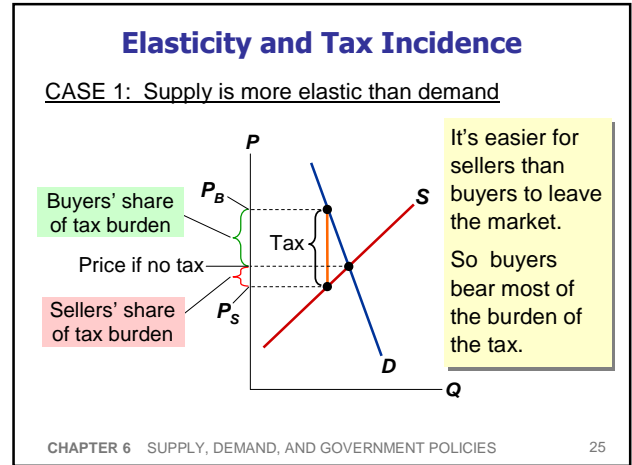 Elasticity and Tax Incidence
CASE 1: Supply is more elastic than demand
P
P_B
S
Buyers' share
of tax burden
Tax
Price if no tax
Sellers' share
of tax burden
P_S
D
Q
It's easier for
sellers than
buyers to leave
the market.
So buyers
bear most of
the burden of
the tax.
CHAPTER 6 SUPPLY, DEMAND, AND GOVERNMENT POLICIES 25